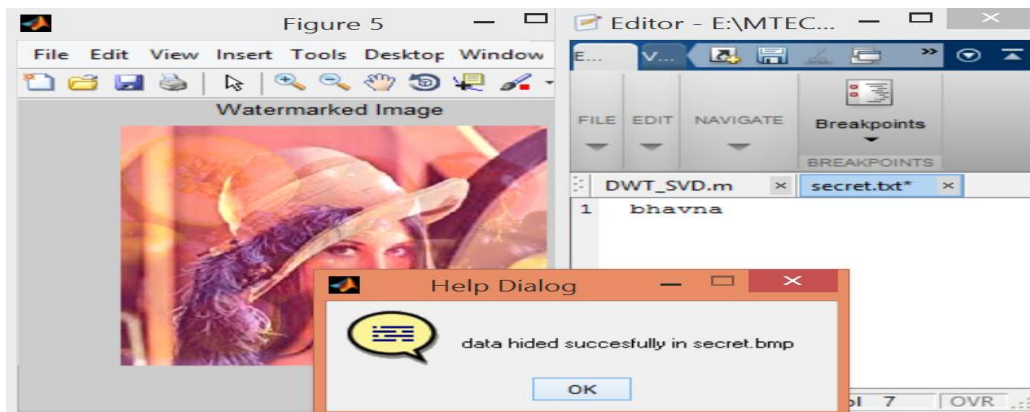 Figure 5
File Edit View Insert Tools Desktop Window
Watermarked Image
Editor - E:\MTEC...
E... V...
FILE EDIT NAVIGATE Breakpoints
BREAKPOINTS
DWT_SVD.m secret.txt*
1 bhavna
Help Dialog
data hided succesfully in secret.bmp
OK
7 OVR